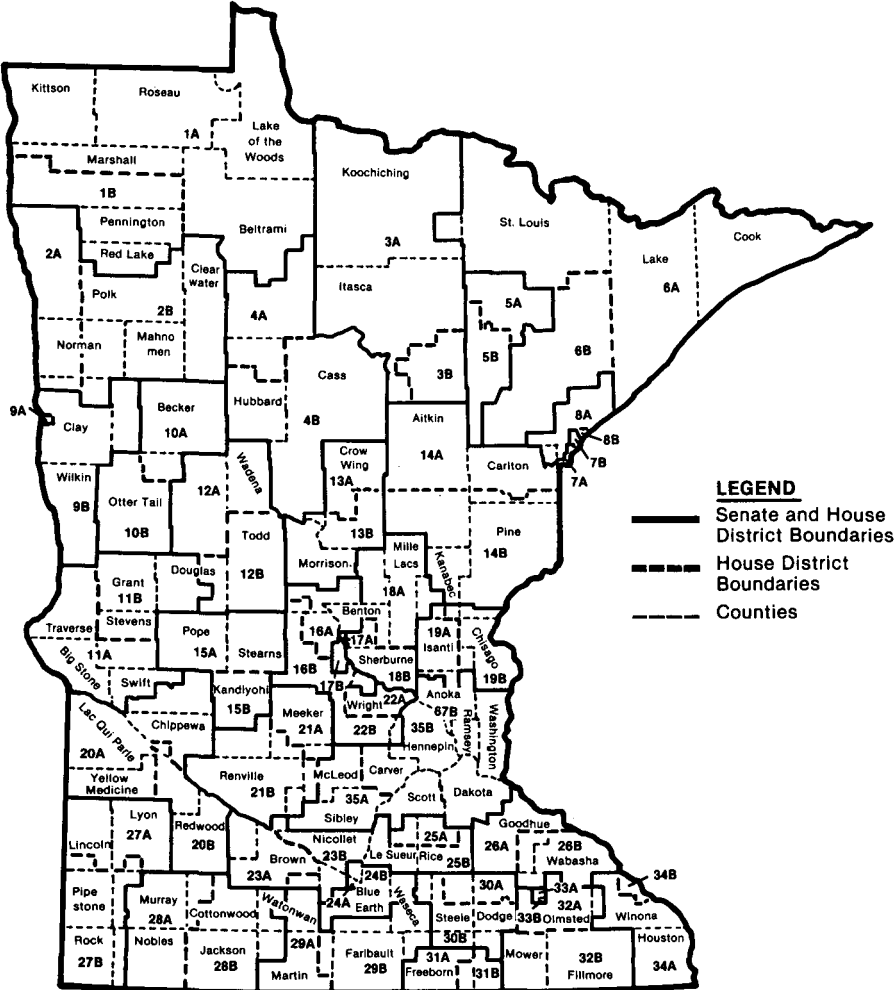 Kittson
Roseau
1A
Lake
of the
Woods
Marshall
1B
Koochiching
Pennington
Beltrami
St. Louis
Cook
2A
Red Lake
3A
Lake
6A
Clear
water
Polk
2B
Itasca
5A
4A
Norman
Mahno
men
5B
6B
3B
Cass
Hubbard
4B
9A
Clay
Becker
10A
Aitkin
14A
8A
8B
7B
7A
Crow
Wing
13A
Carlton
Wadena
Wilkin
9B
12A
Otter Tail
10B
LEGEND
Senate and House
District Boundaries
House District
Boundaries
Counties
13B
Pine
14B
Todd
12B
Mille
Lacs
Morrison
Kanabec
Douglas
Grant
11B
18A
Benton
Stevens
Traverse
11A
Pope
15A
Stearns
16A
17A
19A
Isanti
Chisago
19B
Big Stone
16B
17B
Sherburne
18B
Swift
Kandiyohi
15B
22A
Anoka
67B
Wright
22B
Meeker
21A
35B
Ramsey
Washington
Lac Qui Parle
20A
Chippewa
Hennepin
Yellow
Medicine
Renville
21B
McLeod
Carver
Scott
Dakota
35A
Sibley
Lyon
27A
Redwood
20B
Goodhue
26A
26B
Wabasha
Lincoln
Nicollet
23B
25A
Brown
23A
Le Sueur
Rice
25B
24B
34B
Pipe
stone
24A
Blue
Earth
Waseca
30A
33A
32A
Olmsted
33B
Murray
28A
Cottonwood
Watonwan
Steele
Dodge
Winona
Rock
27B
Nobles
Jackson
28B
29A
Martin
Faribault
29B
30B
31A
Freeborn
31B
Mower
32B
Fillmore
Houston
34A